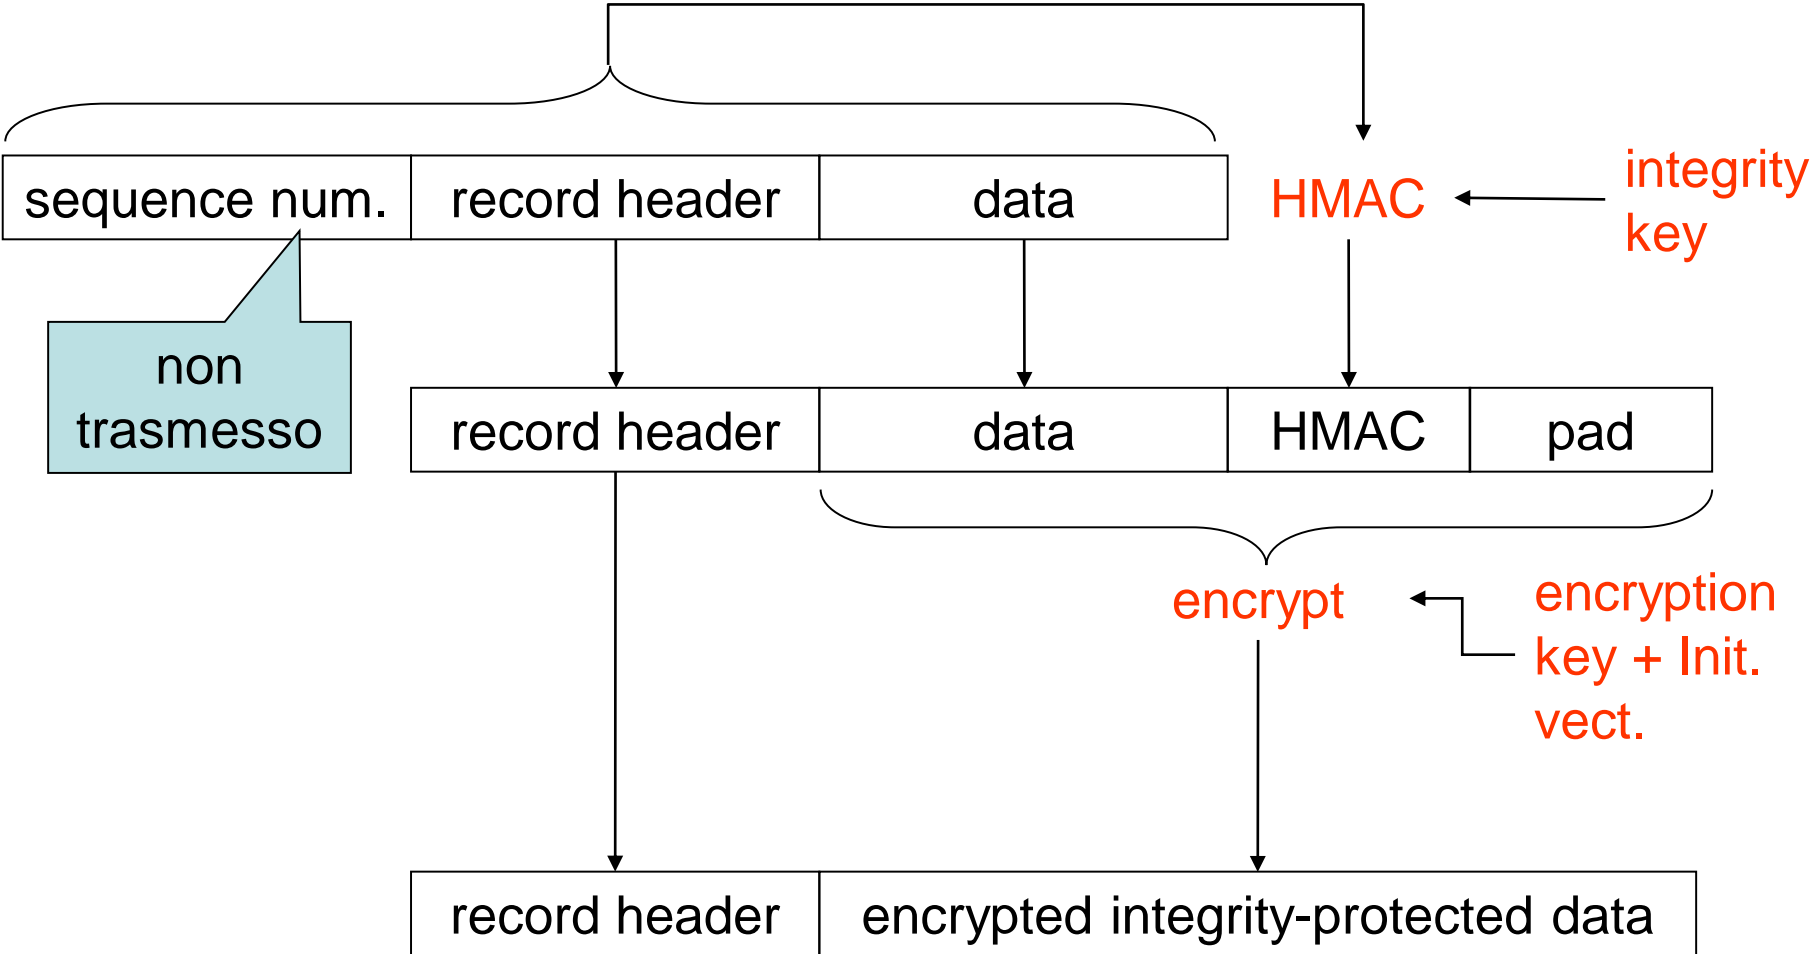 sequence num. record header data HMAC integrity
key
non
trasmesso
record header data HMAC pad
encrypt
encryption
key + Init.
vect.
record header encrypted integrity-protected data